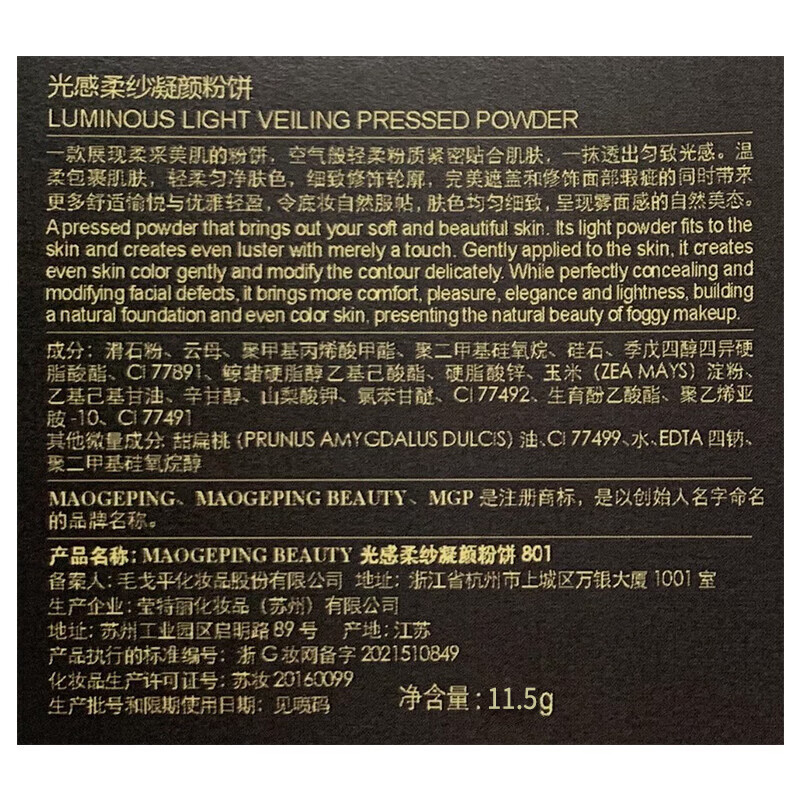 光感柔纱凝颜粉饼
LUMINOUS LIGHT VEILING PRESSED POWDER
一款展现柔采美肌的粉饼，空气般轻柔粉质紧密贴合肌肤，一抹透出匀致光感。温
柔包裹肌肤，轻柔匀净肤色，细致修饰轮廓，完美遮盖和修饰面部瑕疵的同时带来
更多舒适愉悦与优雅轻盈，令底妆自然服帖，肤色均匀细致，呈现雾面感的自然美态。
A pressed powder that brings out your soft and beautiful skin. Its light powder fits to the
skin and creates even luster with merely a touch. Gently applied to the skin, it creates
even skin color gently and modify the contour delicately. While perfectly concealing and
modifying facial defects, it brings more comfort, pleasure, elegance and lightness, building
a natural foundation and even color skin, presenting the natural beauty of foggy makeup.
成分：滑石粉、云母、聚甲基丙烯酸甲酯、聚二甲基硅氧烷、硅石、季戊四醇四异硬
脂酸酯、CI 77891、鲸蜡硬脂醇乙基己酸酯、硬脂酸锌、玉米（ZEA MAYS）淀粉、
乙基己基甘油、辛甘醇、山梨酸钾、氯苯甘醚、CI 77492、生育酚乙酸酯、聚乙烯亚
胺-10、CI 77491
其他微量成分：甜扁桃（PRUNUS AMYGDALUS DULCIS）油、CI 77499、水、EDTA 四钠、
聚二甲基硅氧烷醇
MAOGEPING、MAOGEPING BEAUTY、MGP 是注册商标，是以创始人名字命名
的品牌名称。
产品名称：MAOGEPING BEAUTY 光感柔纱凝颜粉饼 801
备案人：毛戈平化妆品股份有限公司 地址：浙江省杭州市上城区万银大厦 1001 室
生产企业：莹特丽化妆品（苏州）有限公司
地址：苏州工业园区启明路 89 号 产地：江苏
产品执行的标准编号：浙 G 妆网备字 2021510849
化妆品生产许可证号：苏妆 20160099
生产批号和限期使用日期：见喷码
净含量：11.5g